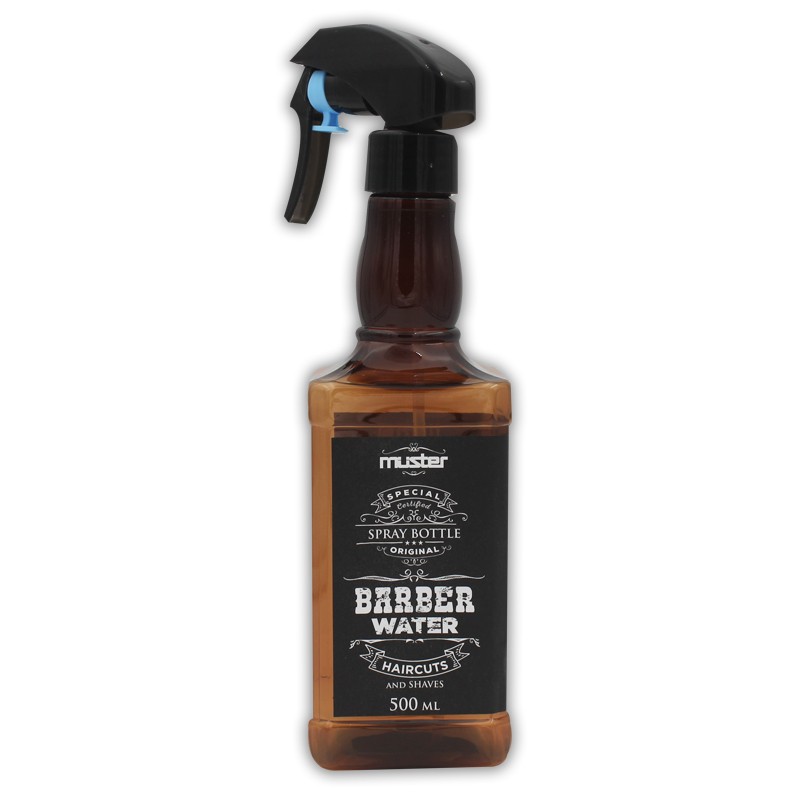 muster
SPECIAL
Certified
SPRAY BOTTLE
ORIGINAL
BARBER
WATER
HAIRCUTS
AND SHAVES
500 ML